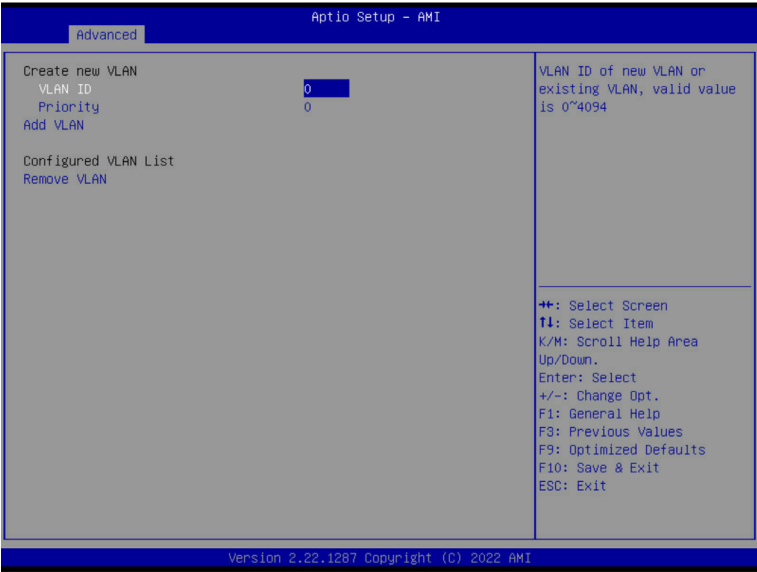 Aptio Setup – AMI
Advanced
Create new VLAN
VLAN ID 0
Priority 0
Add VLAN
Configured VLAN List
Remove VLAN
VLAN ID of new VLAN or
existing VLAN, valid value
is 0~4094
→←: Select Screen
↑↓: Select Item
K/M: Scroll Help Area
Up/Down.
Enter: Select
+/-: Change Opt.
F1: General Help
F3: Previous Values
F9: Optimized Defaults
F10: Save & Exit
ESC: Exit
Version 2.22.1287 Copyright (C) 2022 AMI